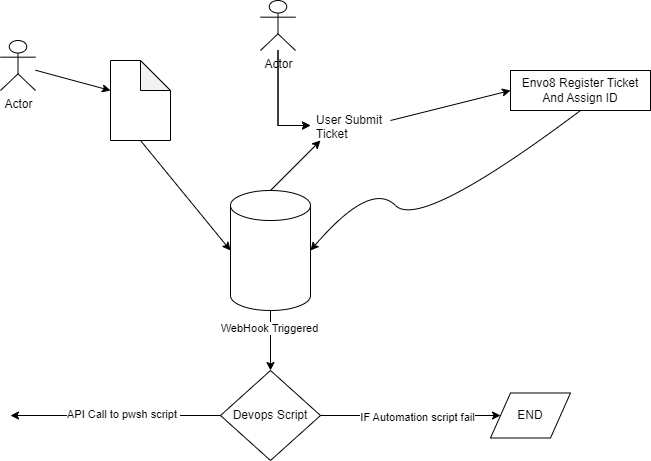 Actor
Actor
User Submit
Ticket
Envo8 Register Ticket
And Assign ID
WebHook Triggered
API Call to pwsh script
Devops Script
IF Automation script fail
END